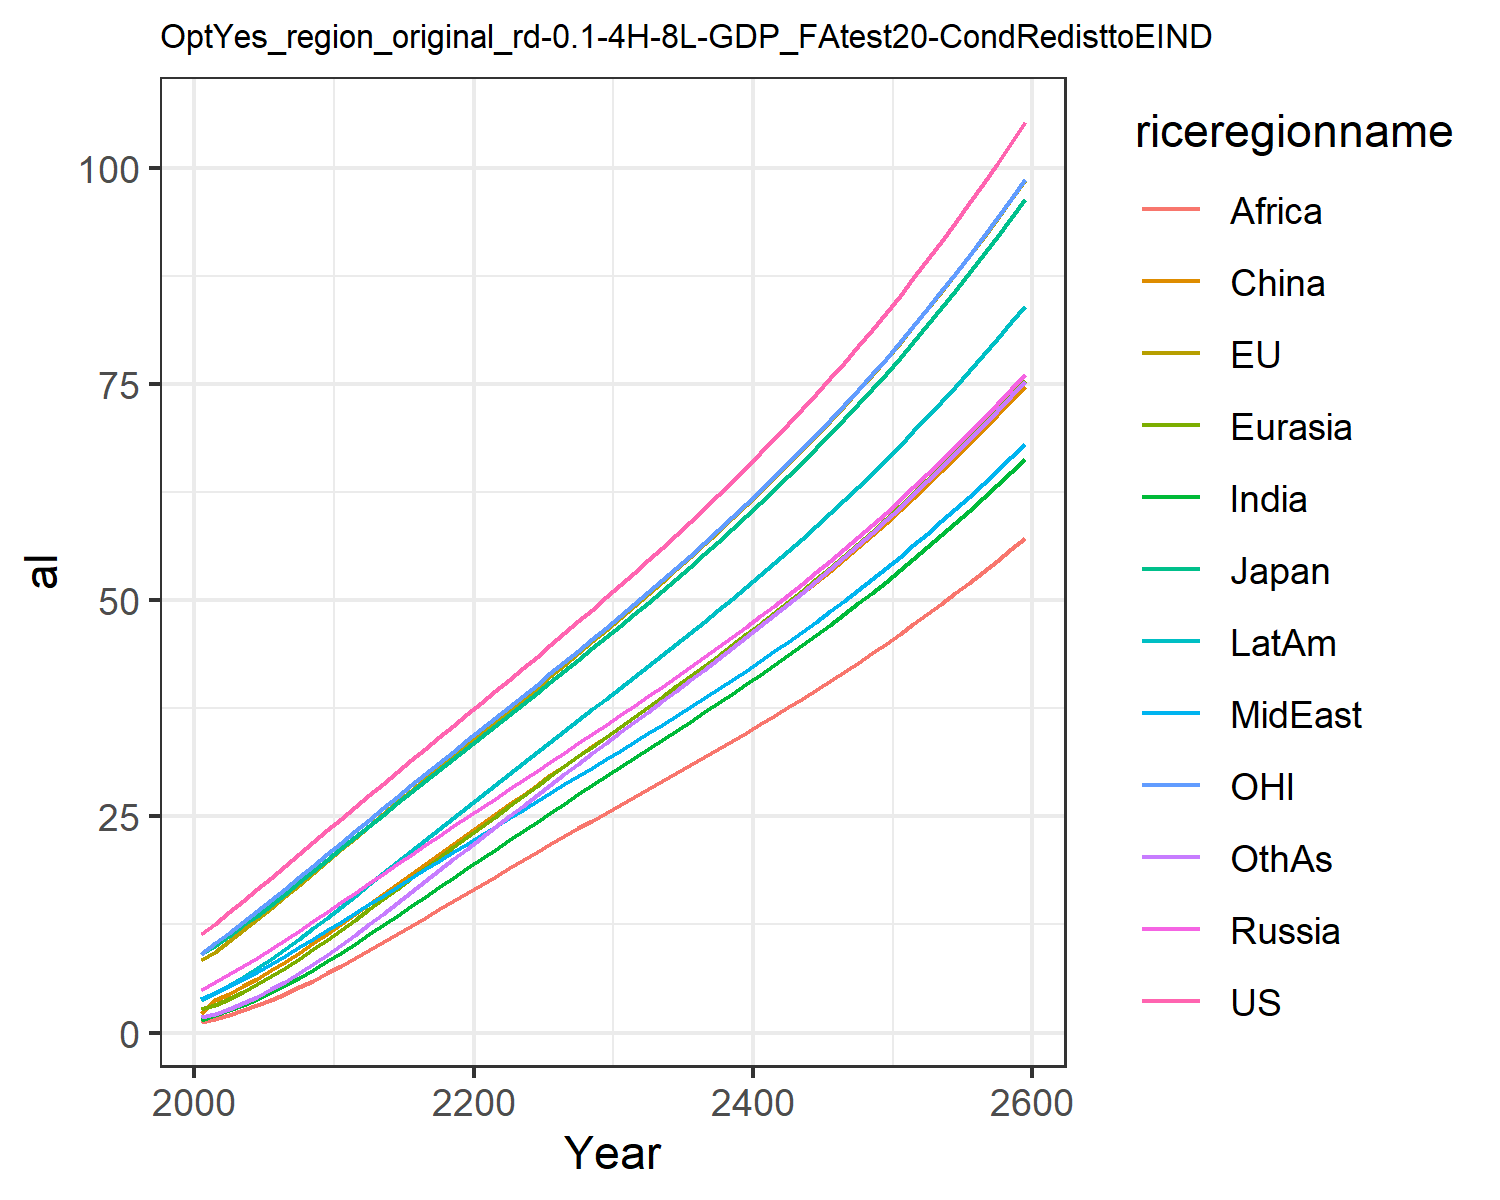 OptYes_region_original_rd-0.1-4H-8L-GDP_FAtest20-CondRedisttoEIND
al
100
75
50
25
0
2000
2200
2400
2600
Year
riceregionname
Africa
China
EU
Eurasia
India
Japan
LatAm
MidEast
OHI
OthAs
Russia
US